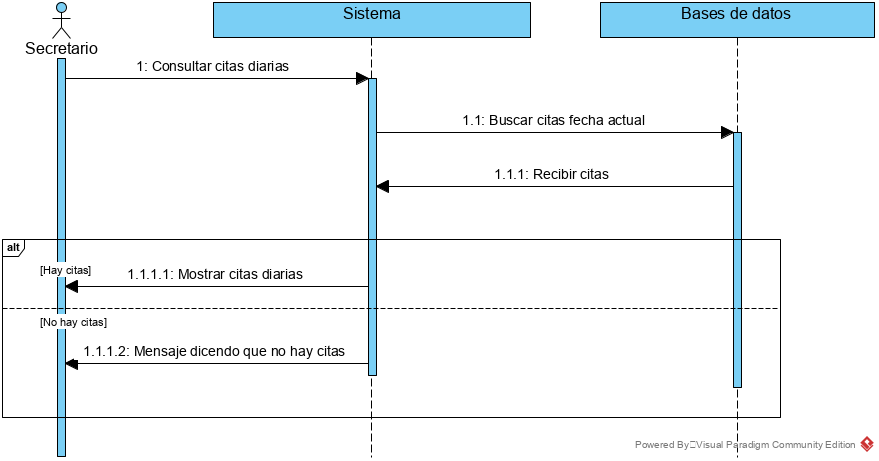 Secretario
Sistema
Bases de datos
1: Consultar citas diarias
1.1: Buscar citas fecha actual
1.1.1: Recibir citas
alt
[Hay citas]
1.1.1.1: Mostrar citas diarias
[No hay citas]
1.1.1.2: Mensaje dicendo que no hay citas
Powered By Visual Paradigm Community Edition